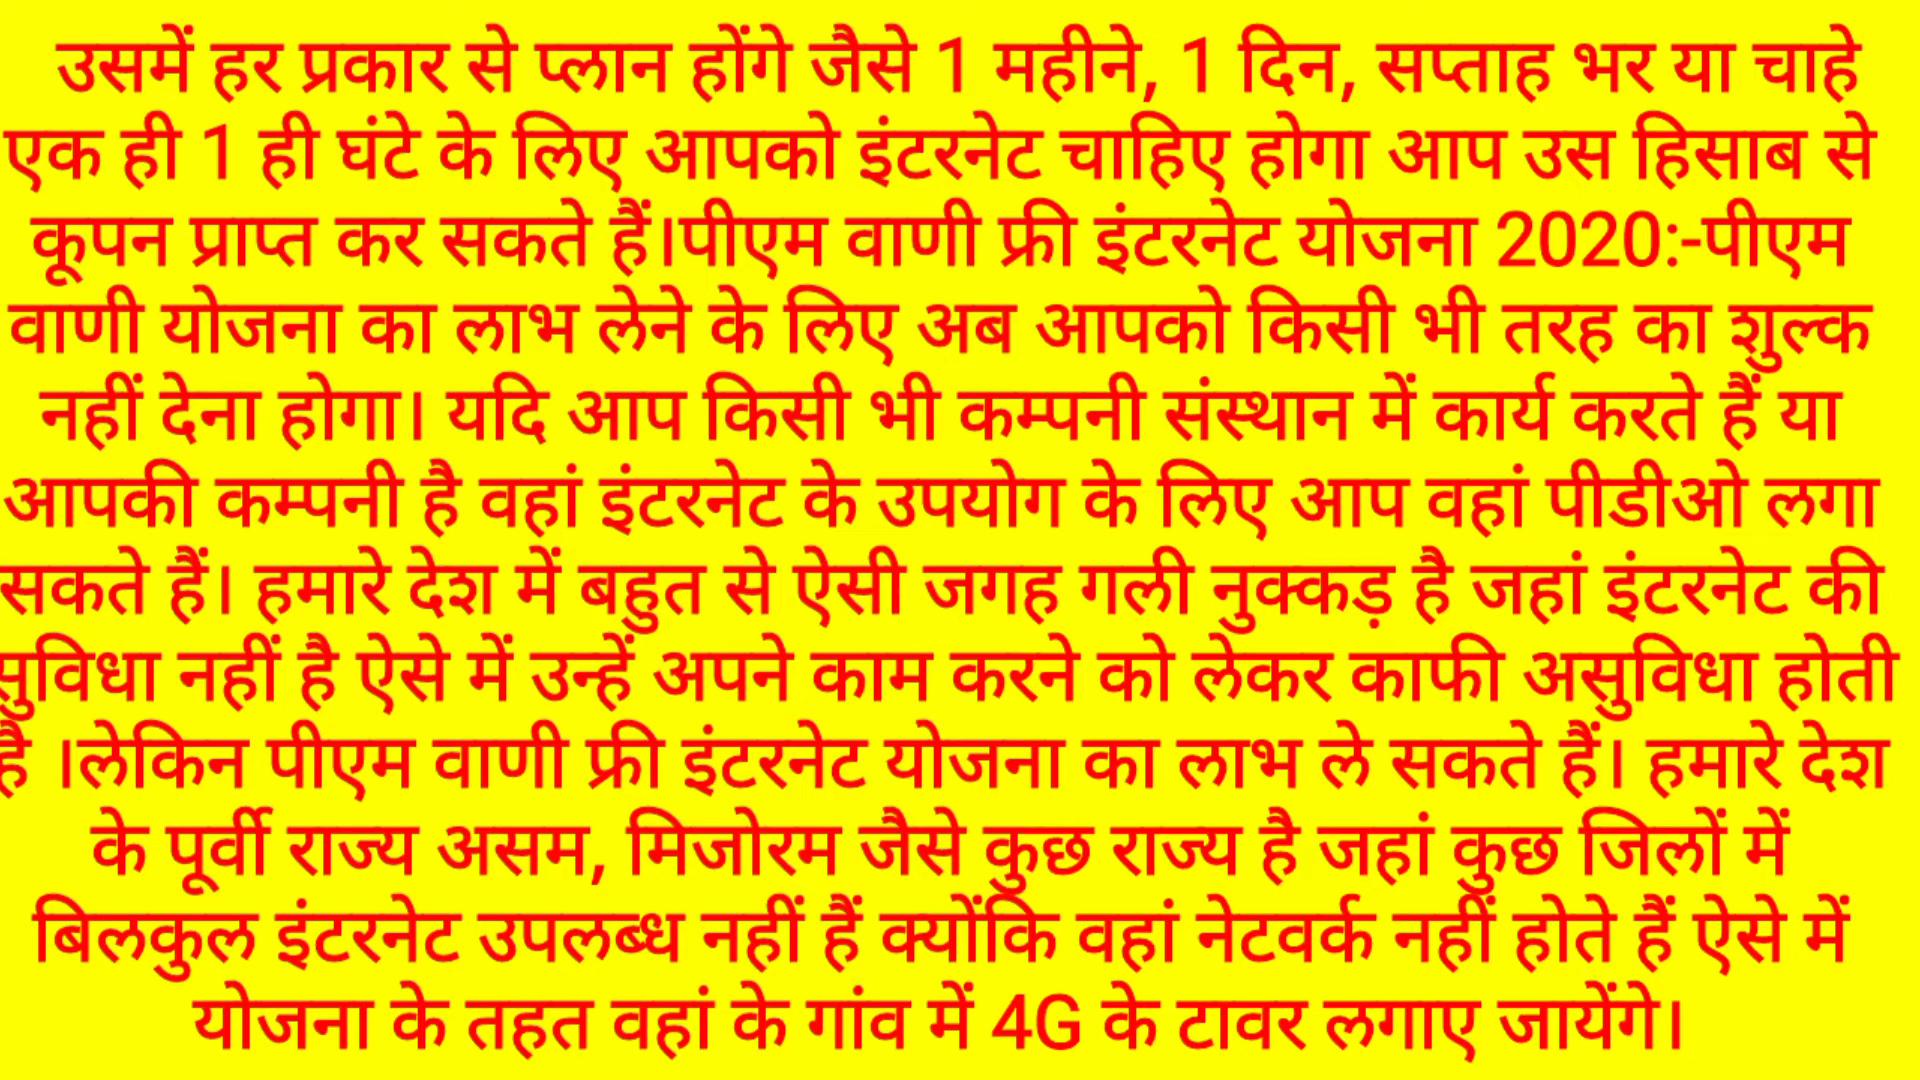 उसमें हर प्रकार से प्लान होंगे जैसे 1 महीने, 1 दिन, सप्ताह भर या चाहे
एक ही 1 ही घंटे के लिए आपको इंटरनेट चाहिए होगा आप उस हिसाब से
कूपन प्राप्त कर सकते हैं।पीएम वाणी फ्री इंटरनेट योजना 2020:-पीएम
वाणी योजना का लाभ लेने के लिए अब आपको किसी भी तरह का शुल्क
नहीं देना होगा। यदि आप किसी भी कम्पनी संस्थान में कार्य करते हैं या
आपकी कम्पनी है वहां इंटरनेट के उपयोग के लिए आप वहां पीडीओ लगा
सकते हैं। हमारे देश में बहुत से ऐसी जगह गली नुक्कड़ है जहां इंटरनेट की
सुविधा नहीं है ऐसे में उन्हें अपने काम करने को लेकर काफी असुविधा होती
है ।लेकिन पीएम वाणी फ्री इंटरनेट योजना का लाभ ले सकते हैं। हमारे देश
के पूर्वी राज्य असम, मिजोरम जैसे कुछ राज्य है जहां कुछ जिलों में
बिलकुल इंटरनेट उपलब्ध नहीं हैं क्योंकि वहां नेटवर्क नहीं होते हैं ऐसे में
योजना के तहत वहां के गांव में 4G के टावर लगाए जायेंगे।